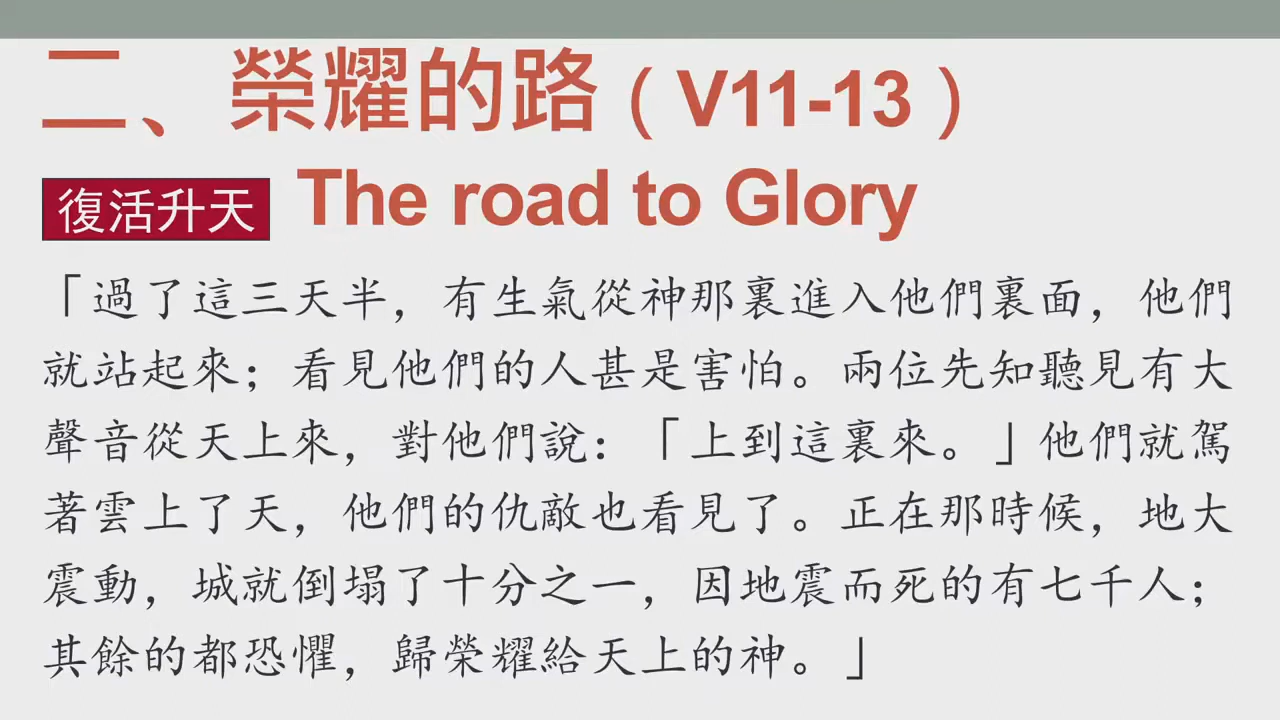 二、榮耀的路（V11-13）
復活升天 The road to Glory
「過了這三天半，有生氣從神那裏進入他們裏面，他們
就站起來；看見他們的人甚是害怕。兩位先知聽見有大
聲音從天上來，對他們說：「上到這裏來。」他們就駕
著雲上了天，他們的仇敵也看見了。正在那時候，地大
震動，城就倒塌了十分之一，因地震而死的有七千人；
其餘的都恐懼，歸榮耀給天上的神。」